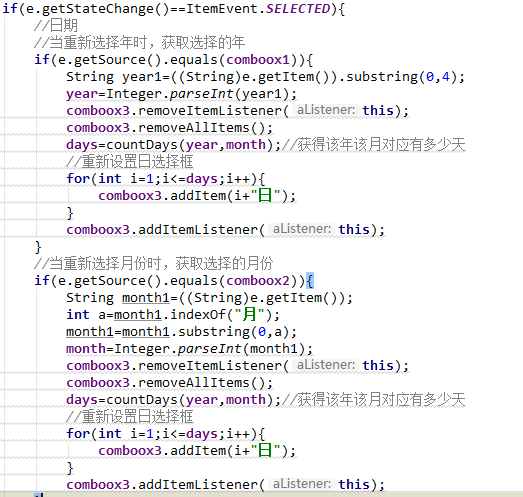 if(e.getStateChange()==ItemEvent.SELECTED){
//日期
//当重新选择年时，获取选择的年
if(e.getSource().equals(comboox1)){
String year1=((String)e.getItem()).substring(0,4);
year=Integer.parseInt(year1);
comboox3.removeItemListener( aListener: this);
comboox3.removeAllItems();
days=countDays(year,month);//获得该年该月对应有多少天
//重新设置日选择框
for(int i=1;i<=days;i++){
comboox3.addItem(i+"日");
}
comboox3.addItemListener( aListener: this);
}
//当重新选择月份时，获取选择的月份
if(e.getSource().equals(comboox2)){
String month1=((String)e.getItem());
int a=month1.indexOf("月");
month1=month1.substring(0,a);
month=Integer.parseInt(month1);
comboox3.removeItemListener( aListener: this);
comboox3.removeAllItems();
days=countDays(year,month);//获得该年该月对应有多少天
//重新设置日选择框
for(int i=1;i<=days;i++){
comboox3.addItem(i+"日");
}
comboox3.addItemListener( aListener: this);